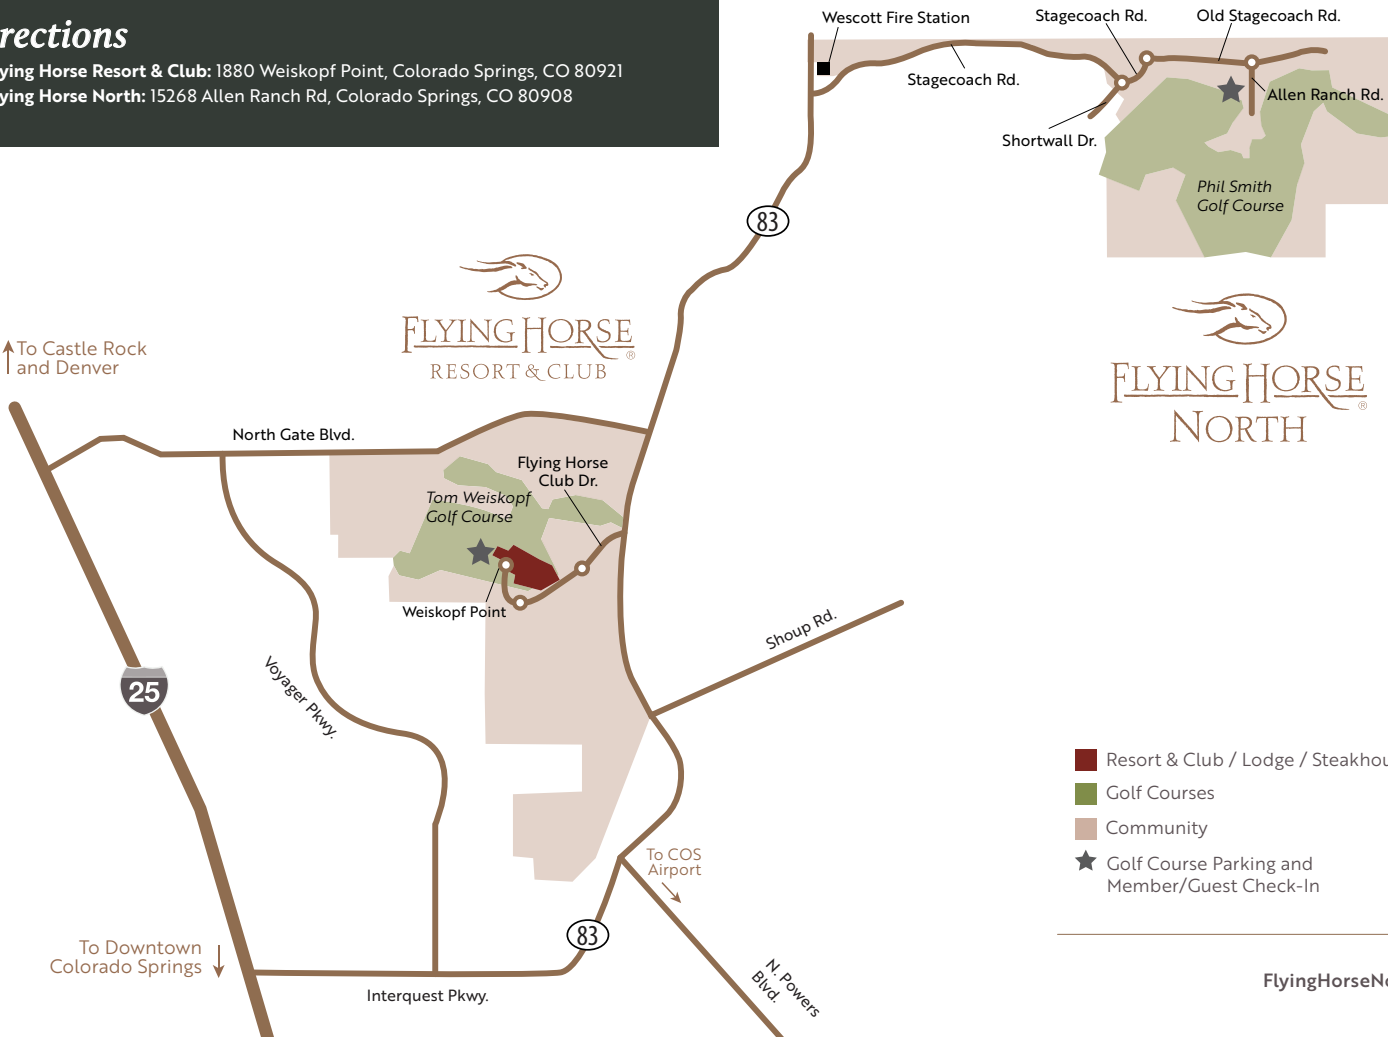 rections
ying Horse Resort & Club: 1880 Weiskopf Point, Colorado Springs, CO 80921
ying Horse North: 15268 Allen Ranch Rd, Colorado Springs, CO 80908
Wescott Fire Station
Stagecoach Rd.
Old Stagecoach Rd.
Stagecoach Rd.
Allen Ranch Rd.
Shortwall Dr.
Phil Smith
Golf Course
83
FLYING HORSE®
RESORT & CLUB
FLYING HORSE®
NORTH
To Castle Rock
and Denver
North Gate Blvd.
Flying Horse
Club Dr.
Tom Weiskopf
Golf Course
Weiskopf Point
Shoup Rd.
Voyager Pkwy.
25
Resort & Club / Lodge / Steakhou
Golf Courses
Community
Golf Course Parking and
Member/Guest Check-In
To COS
Airport
83
To Downtown
Colorado Springs
Interquest Pkwy.
N. Powers
Blvd.
FlyingHorseNo